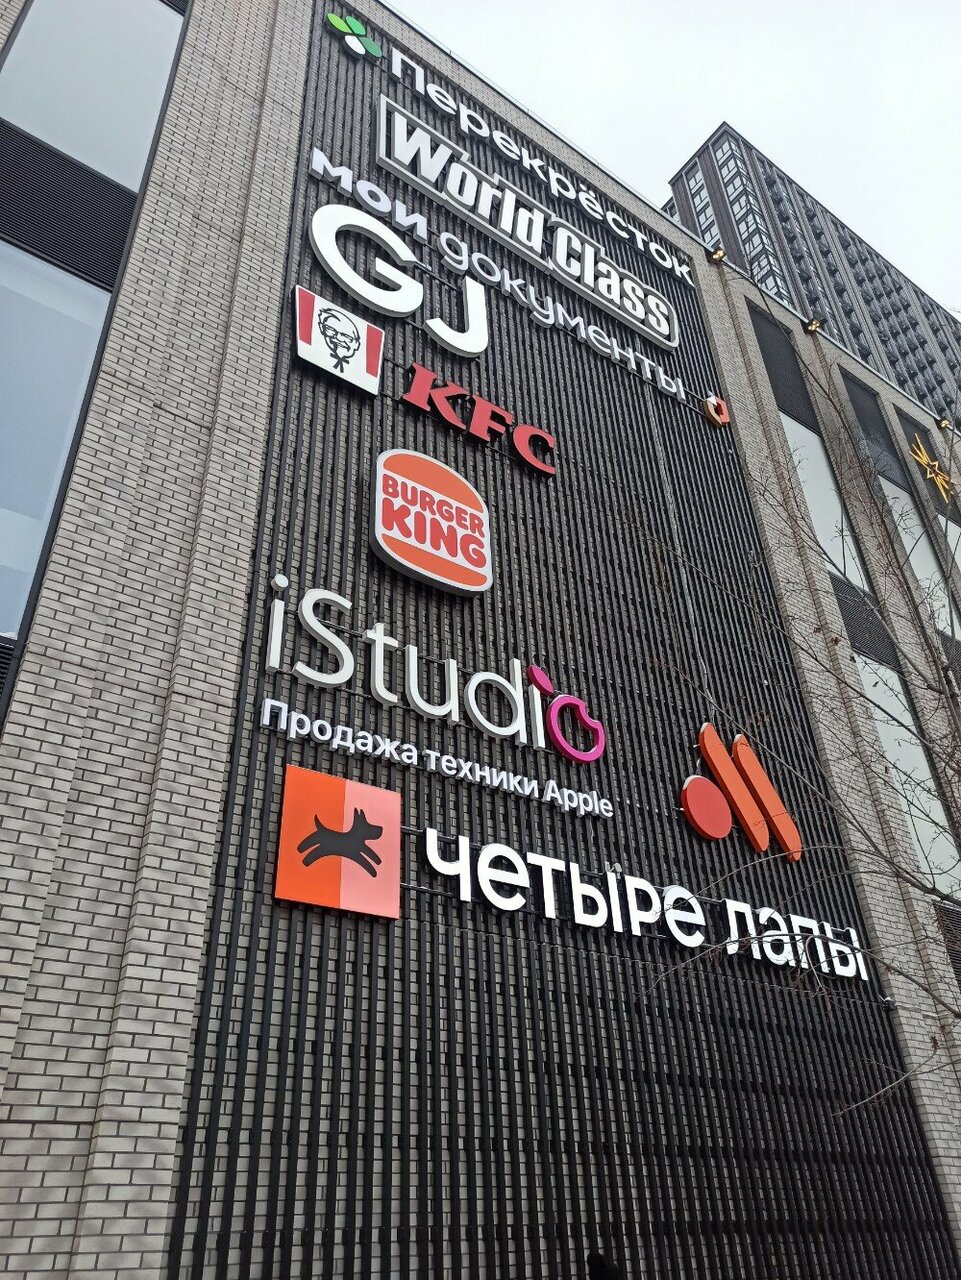 Перекрёсток
World Class
мои документы
GJ
KFC
BURGER
KING
iStudio
Продажа техники Apple
четыре лапы